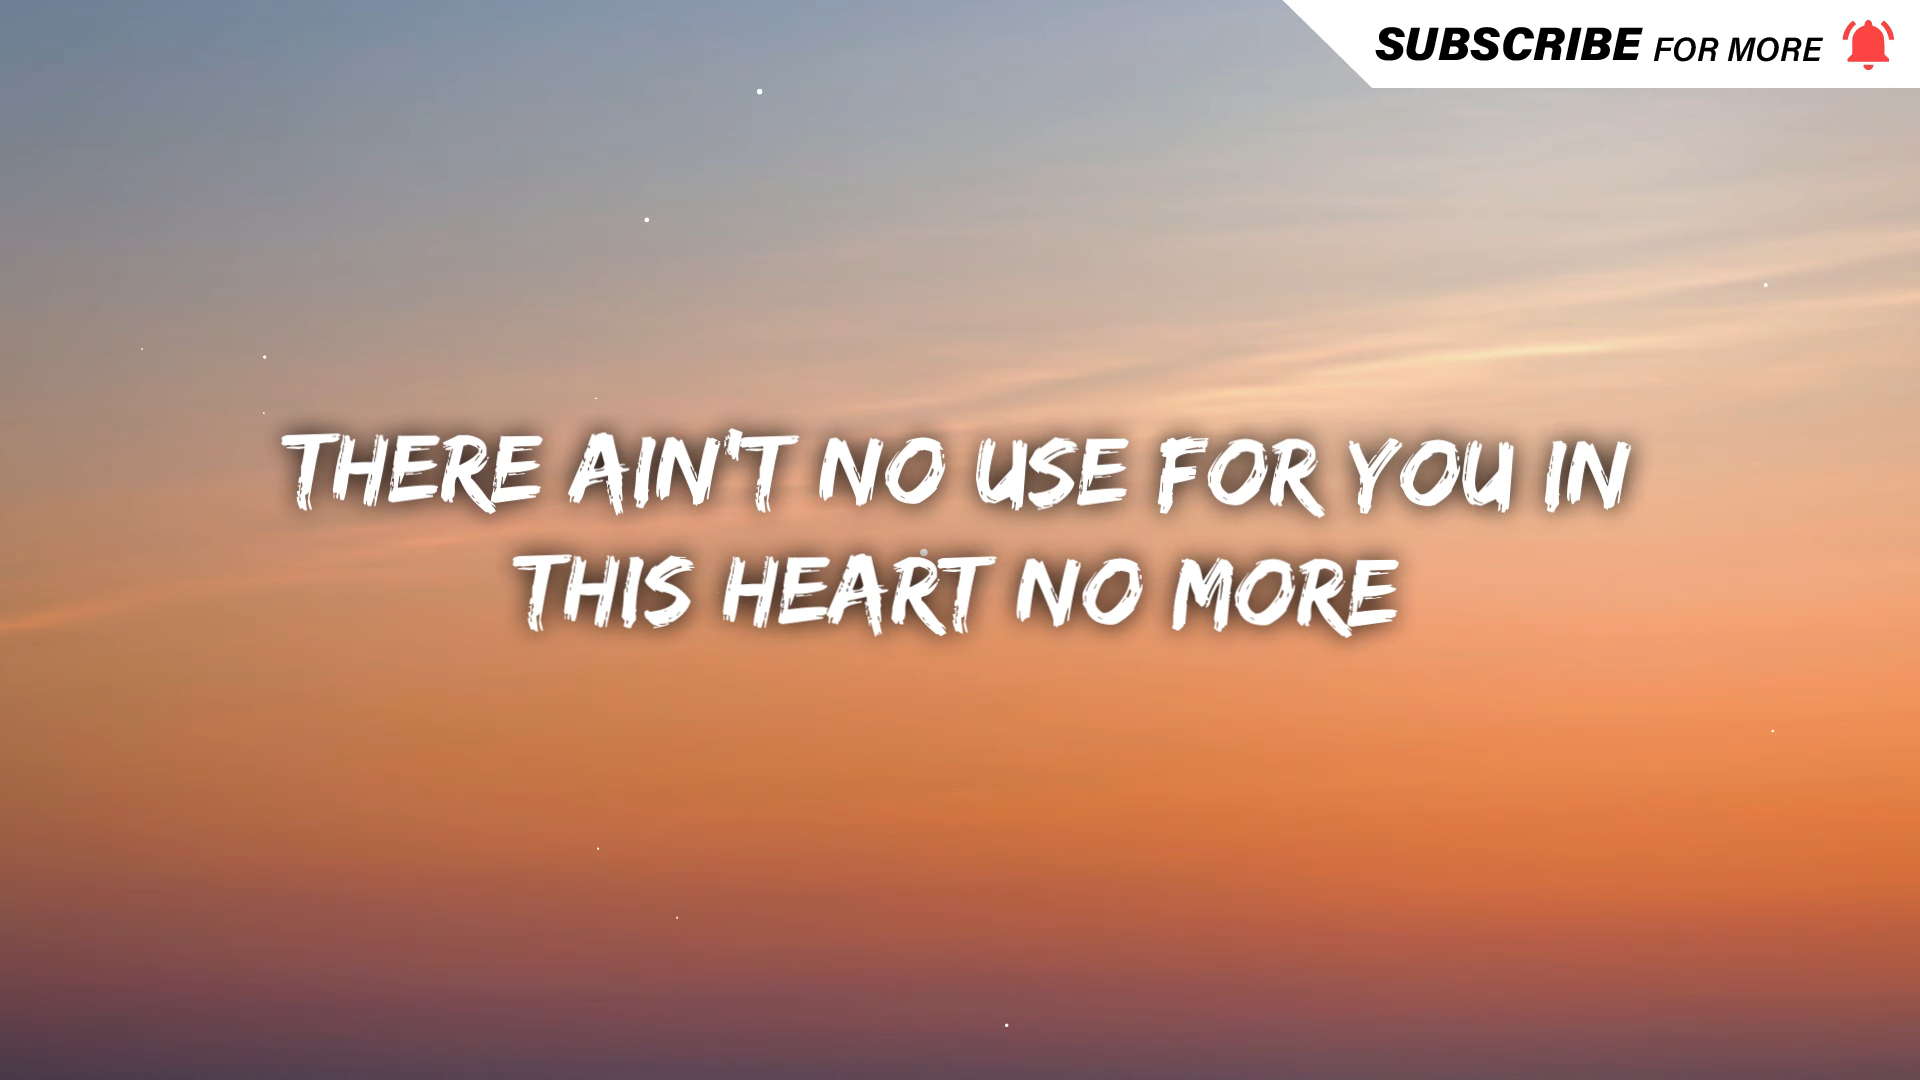 SUBSCRIBE FOR MORE
THERE AIN'T NO USE FOR YOU IN
THIS HEART NO MORE